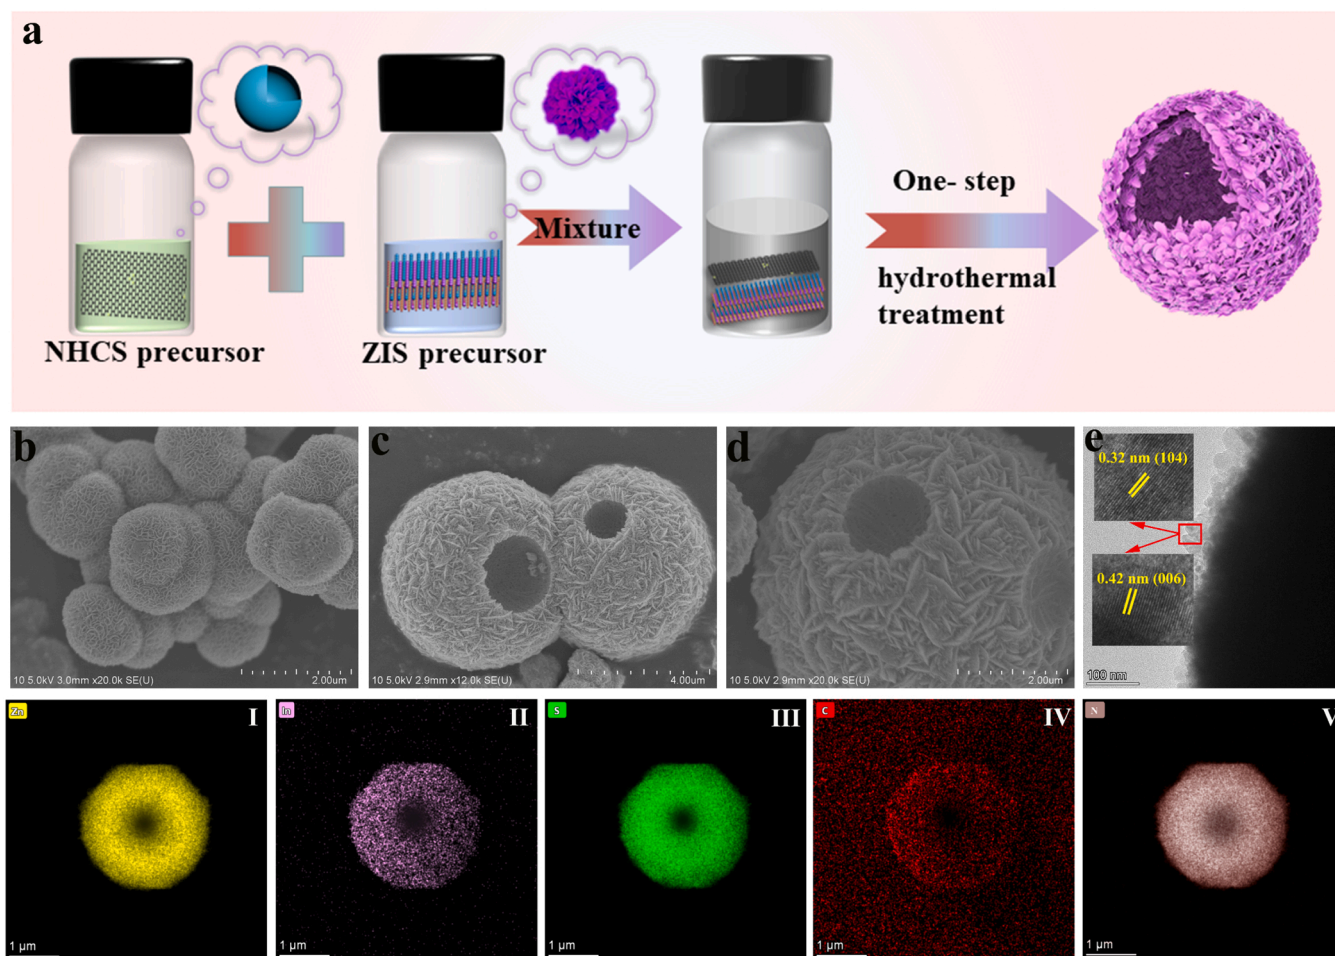 a
Mixture
One- step
hydrothermal
treatment
NHCS precursor
ZIS precursor
b
c
d
e
0.32 nm (104)
0.42 nm (006)
10 5.0kV 3.0mm x20.0k SE(U)
2.00um
10 5.0kV 2.9mm x12.0k SE(U)
4.00um
10 5.0kV 2.9mm x20.0k SE(U)
2.00um
100 nm
Zn
I
In
II
S
III
C
IV
N
V
1 µm
1 µm
1 µm
1 µm
1 µm